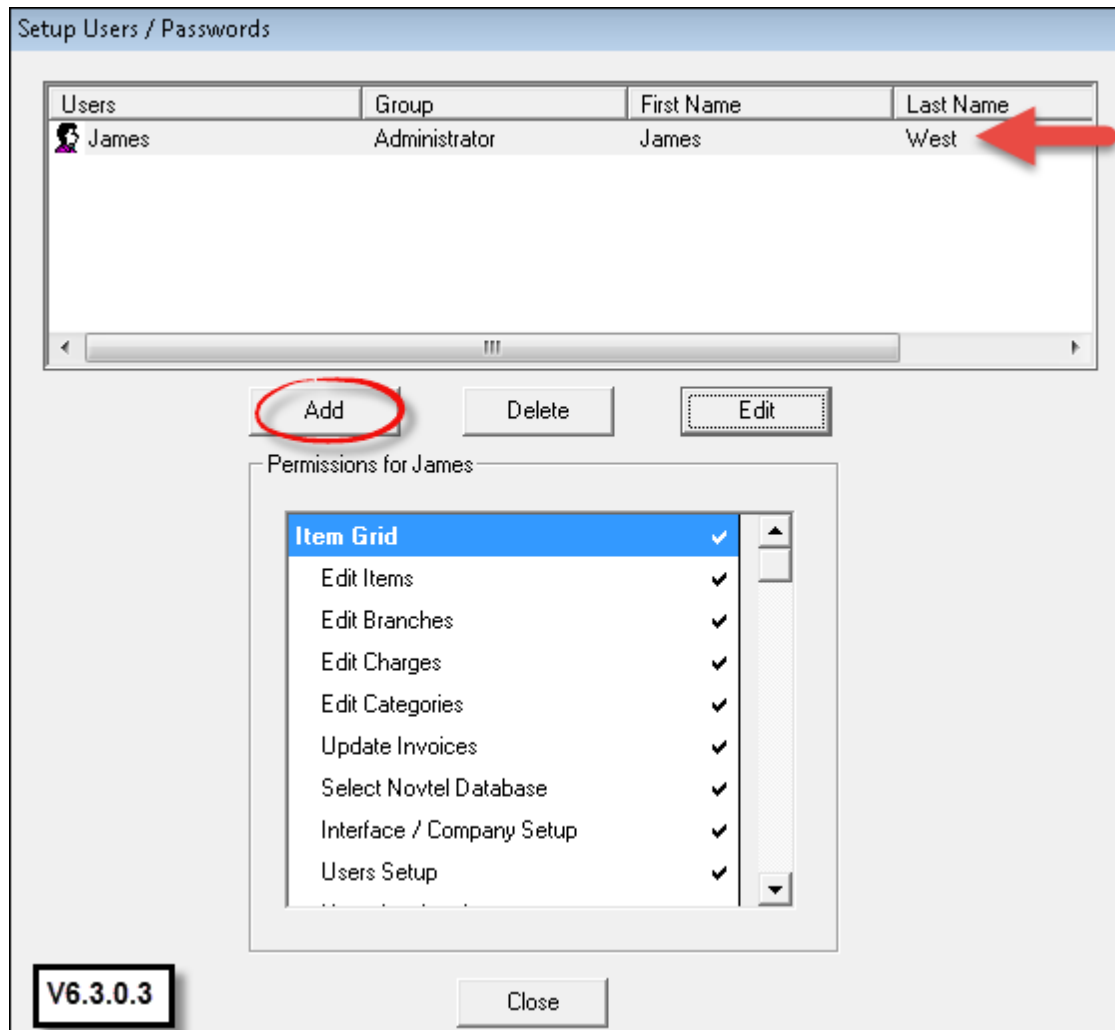 Setup Users / Passwords
Users Group First Name Last Name
James Administrator James West
Add Delete Edit
Permissions for James
Item Grid
Edit Items
Edit Branches
Edit Charges
Edit Categories
Update Invoices
Select Novtel Database
Interface / Company Setup
Users Setup
V6.3.0.3
Close